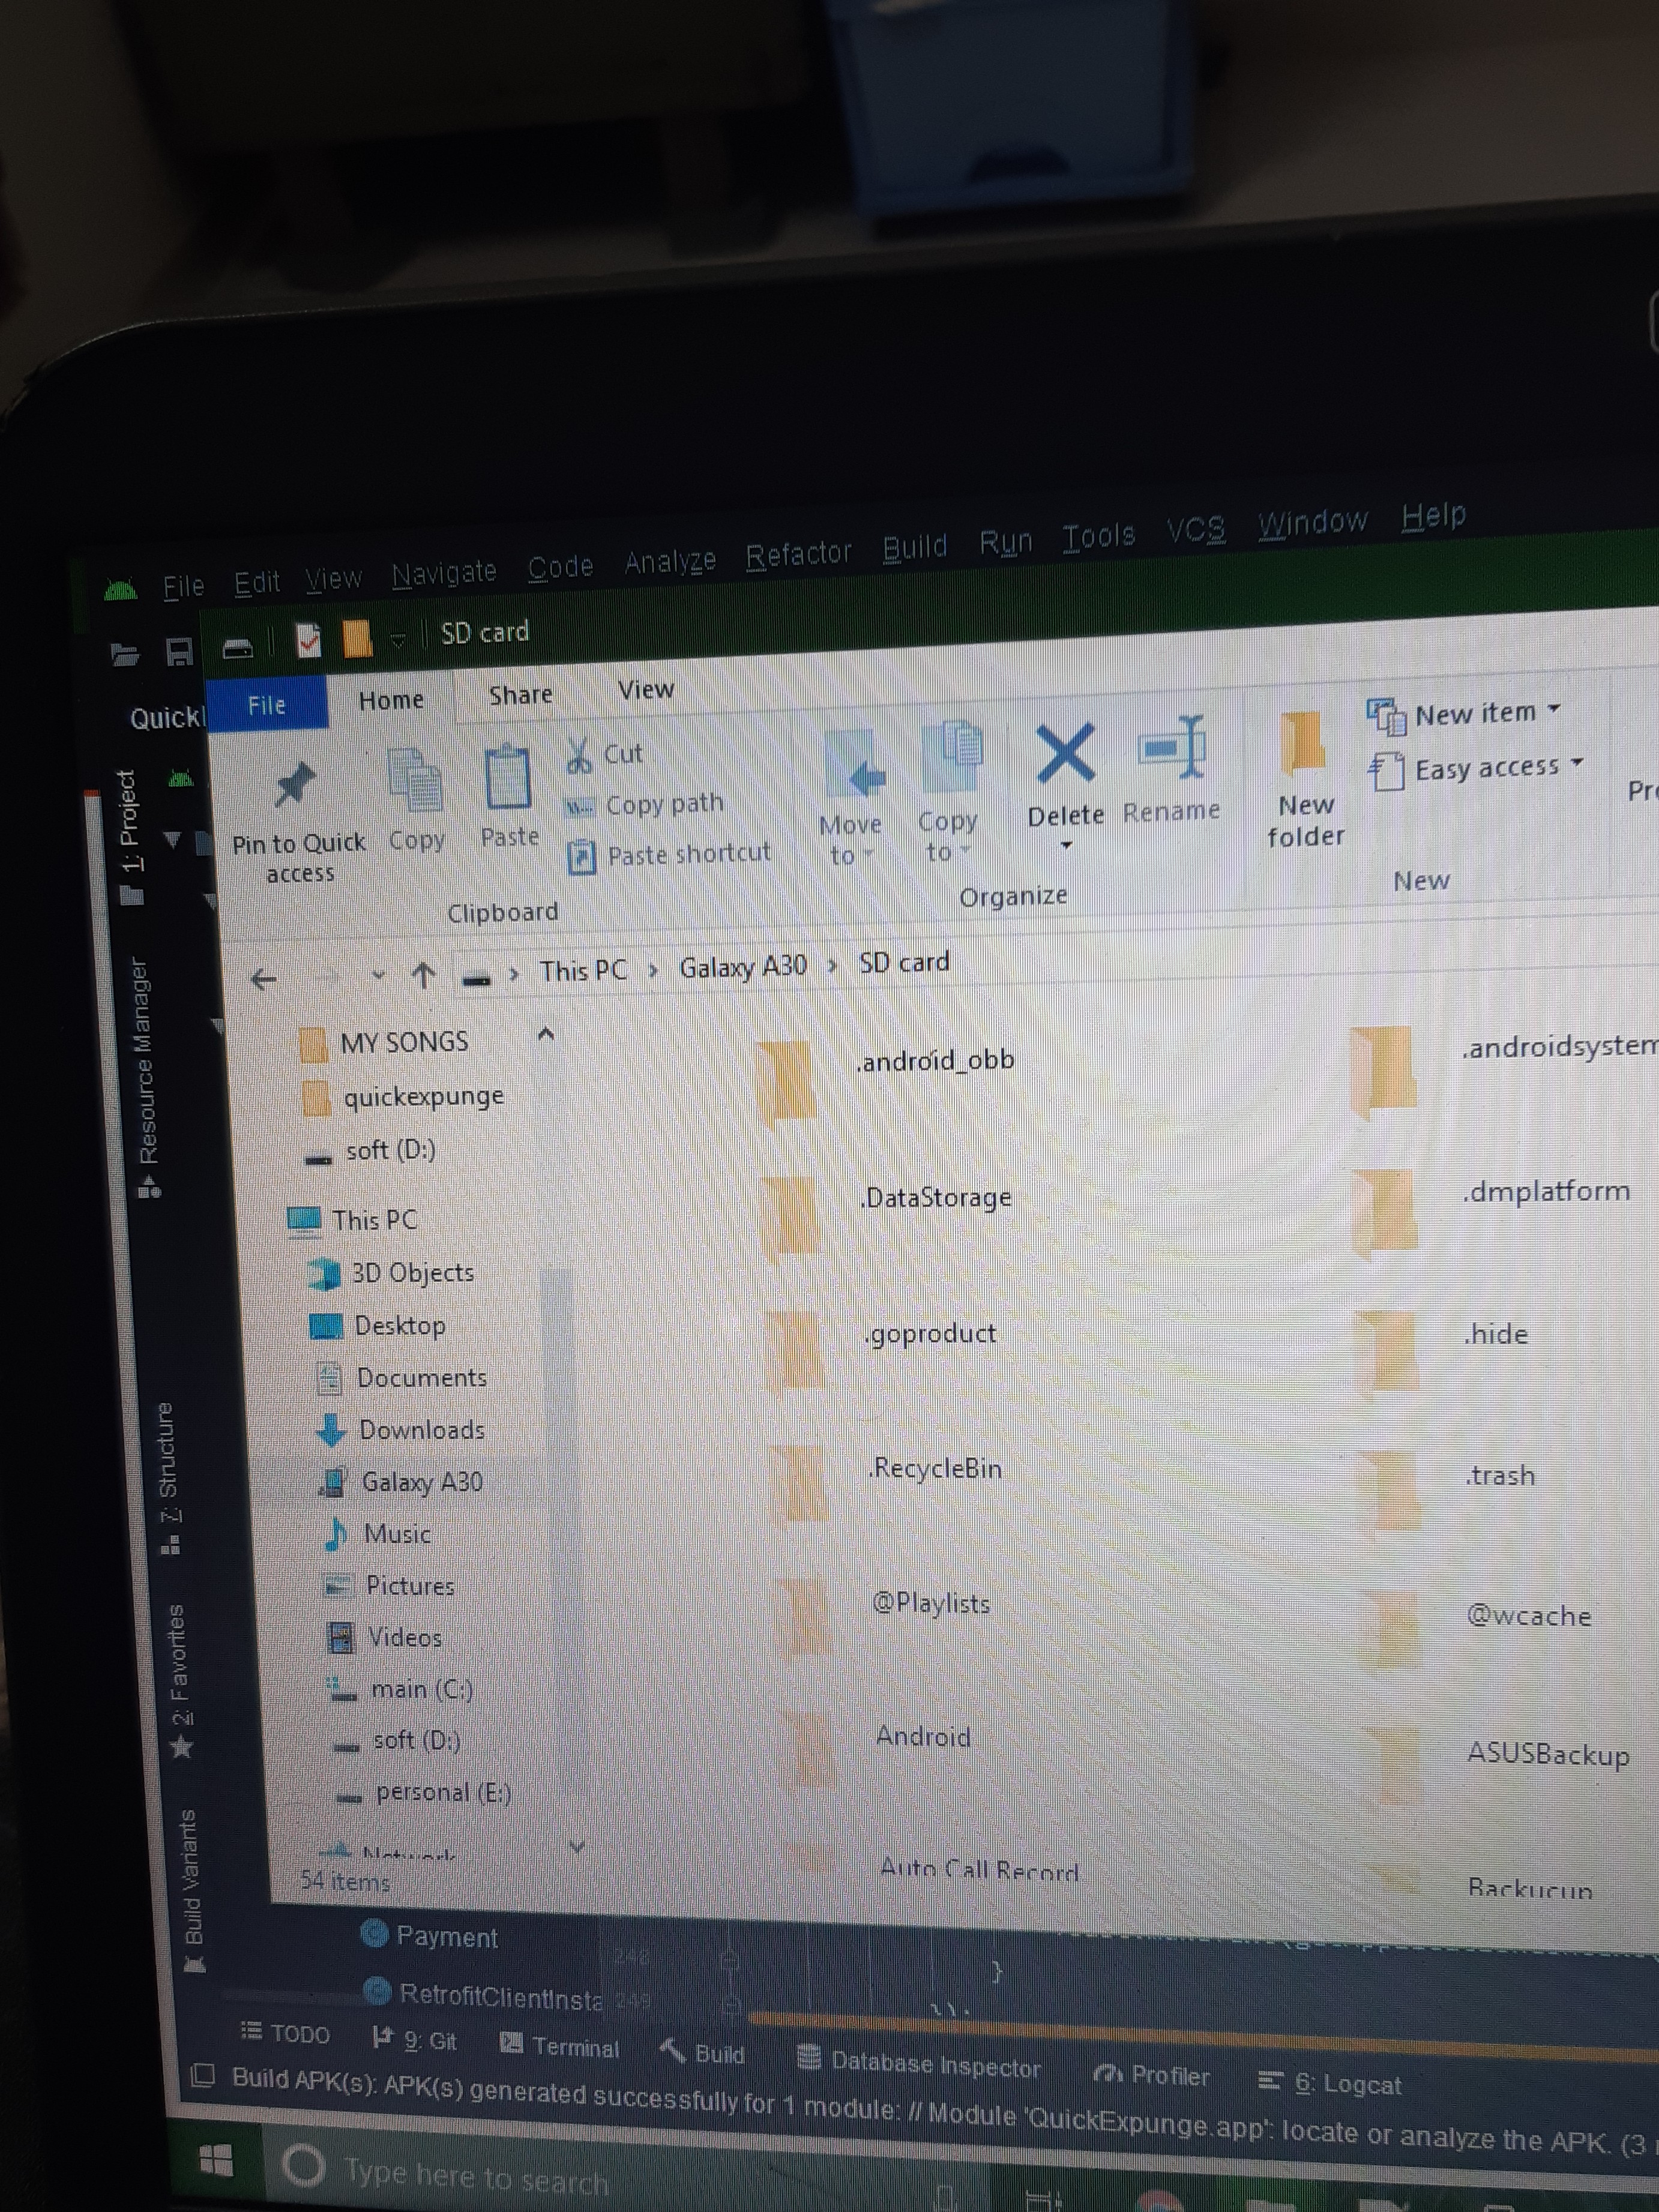 File Edit View Navigate Code Analyze Refactor Build Run Tools VCS Window Help
SD card
File Home Share View
Pin to Quick access
Copy
Paste
Cut
Copy path
Paste shortcut
Clipboard
Move to
Copy to
Delete
Rename
Organize
New folder
New item
Easy access
New
This PC > Galaxy A30 > SD card
MY SONGS
quickexpunge
soft (D:)
This PC
3D Objects
Desktop
Documents
Downloads
Galaxy A30
Music
Pictures
Videos
main (C:)
soft (D:)
personal (E:)
Network
54 items
.android_obb
.androidsystem
.DataStorage
.dmplatform
.goproduct
.hide
.RecycleBin
.trash
@Playlists
@wcache
Android
ASUSBackup
Auto Call Record
1: Project
Resource Manager
7: Structure
2: Favorites
Build Variants
Payment
248
}
RetrofitClientInsta
249
TODO 9: Git Terminal Build Database Inspector Profiler 6: Logcat
Build APK(s): APK(s) generated successfully for 1 module: // Module 'QuickExpunge.app': locate or analyze the APK. (3
Type here to search